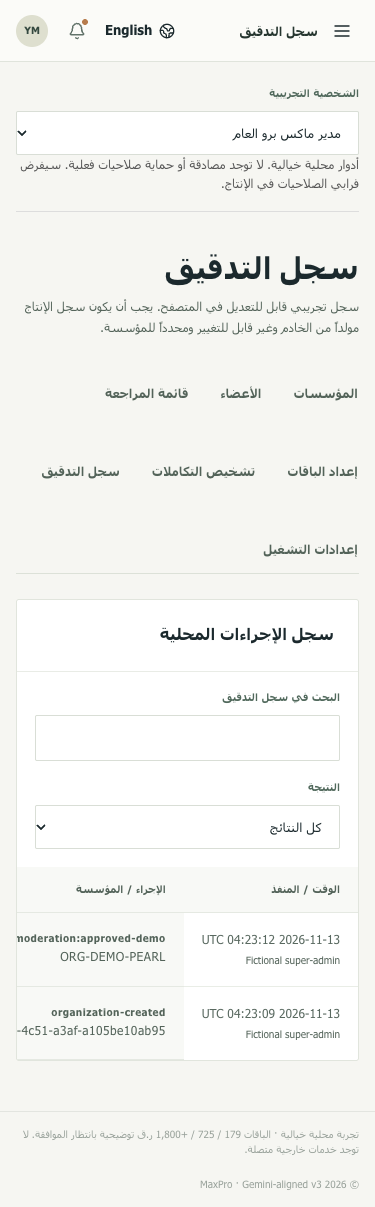 سجل التدقيق
English
YM
الشخصية التجريبية
مدير ماكس برو العام
أدوار محلية خيالية. لا توجد مصادقة أو حماية صلاحيات فعلية. سيفرض
فرابي الصلاحيات في الإنتاج.
سجل التدقيق
سجل تجريبي قابل للتعديل في المتصفح. يجب أن يكون سجل الإنتاج
مولداً من الخادم وغير قابل للتغيير ومحدداً للمؤسسة.
المؤسسات الأعضاء قائمة المراجعة
إعداد الباقات تشخيص التكاملات سجل التدقيق
إعدادات التشغيل
سجل الإجراءات المحلية
البحث في سجل التدقيق
النتيجة
كل النتائج
الوقت / المنفذ الإجراء / المؤسسة
2026-11-13 04:23:12 UTC
Fictional super-admin
moderation:approved-demo
ORG-DEMO-PEARL
2026-11-13 04:23:09 UTC
Fictional super-admin
organization-created
-4c51-a3af-a105be10ab95
تجربة محلية خيالية · الباقات 179 / 725 / +1,800 ر.ق توضيحية بانتظار الموافقة. لا
توجد خدمات خارجية متصلة.
© 2026 MaxPro · Gemini-aligned v3